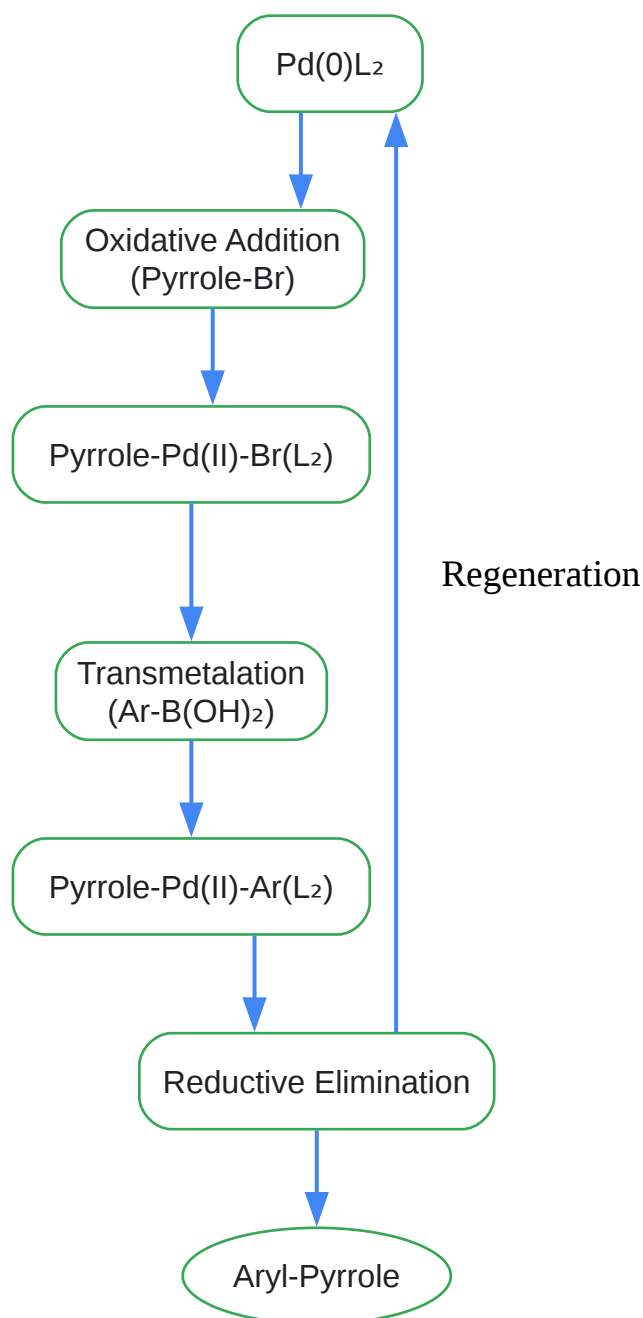 Pd(0)L₂
Oxidative Addition
(Pyrrole-Br)
Pyrrole-Pd(II)-Br(L₂)
Regeneration
Transmetalation
(Ar-B(OH)₂)
Pyrrole-Pd(II)-Ar(L₂)
Reductive Elimination
Aryl-Pyrrole